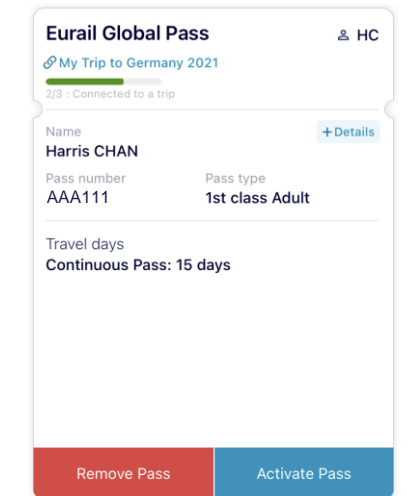 Eurail Global Pass HC
My Trip to Germany 2021
2/3 : Connected to a trip
Name +Details
Harris CHAN
Pass number Pass type
AAA111 1st class Adult
Travel days
Continuous Pass: 15 days
Remove Pass Activate Pass